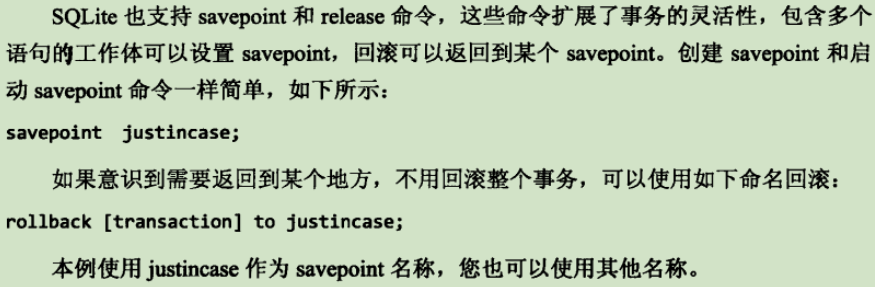 SQLite 也支持 savepoint 和 release 命令，这些命令扩展了事务的灵活性，包含多个
语句的工作体可以设置 savepoint，回滚可以返回到某个 savepoint。创建 savepoint 和启
动 savepoint 命令一样简单，如下所示：
savepoint  justincase;
如果意识到需要返回到某个地方，不用回滚整个事务，可以使用如下命名回滚：
rollback [transaction] to justincase;
本例使用 justincase 作为 savepoint 名称，您也可以使用其他名称。